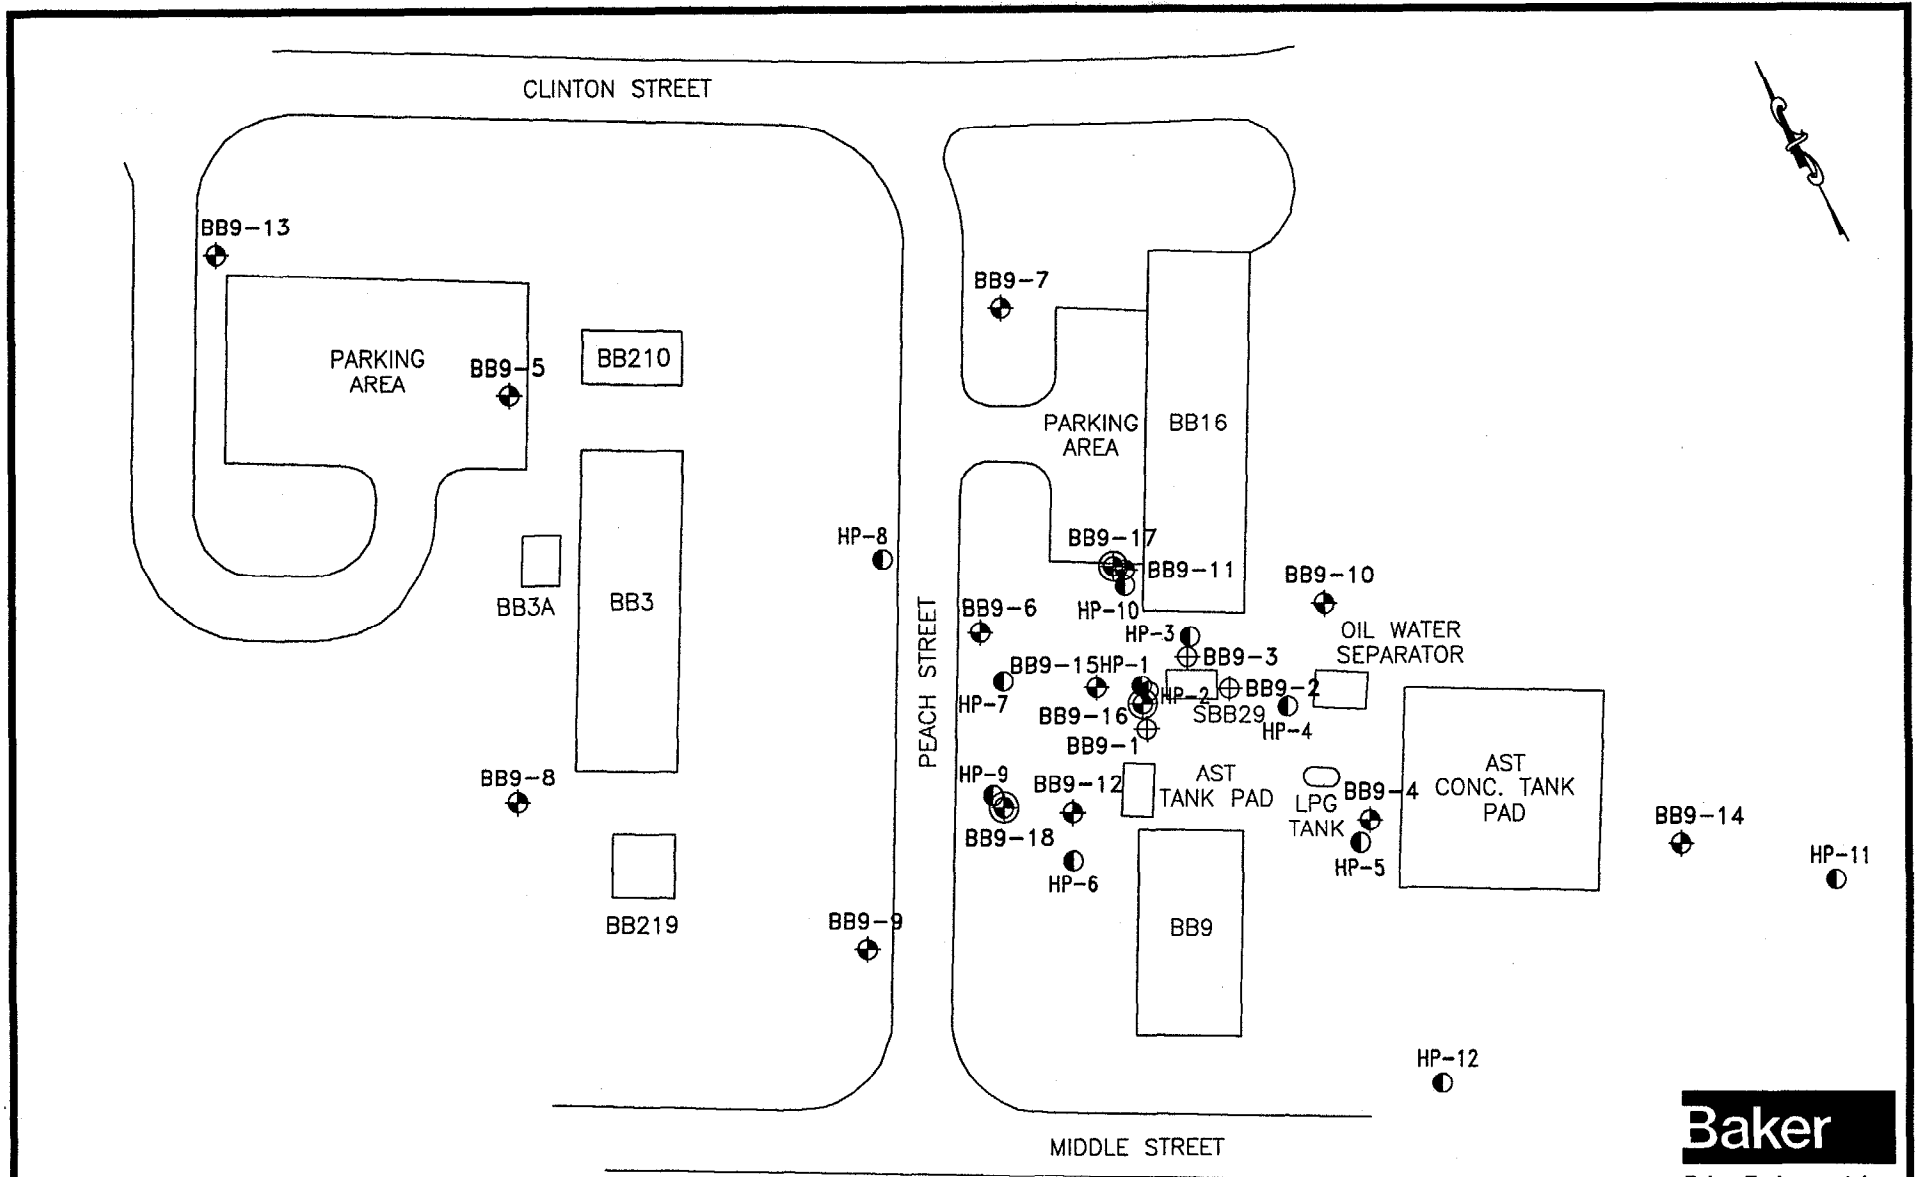 CLINTON STREET
BB9-13
BB9-7
PARKING
AREA
BB9-5
BB210
PARKING
AREA
BB16
HP-8
BB9-17
BB9-11
BB9-10
HP-10
BB3A
BB3
BB9-6
HP-3
OIL WATER
SEPARATOR
BB9-3
PEACH STREET
BB9-15
HP-1
HP-2
BB9-2
HP-7
BB9-16
SBB29
HP-4
BB9-1
BB9-8
HP-9
BB9-12
AST
TANK PAD
LPG
TANK
BB9-4
AST
CONC. TANK
PAD
BB9-14
BB9-18
HP-5
HP-11
HP-6
BB219
BB9-9
BB9
HP-12
Baker
MIDDLE STREET